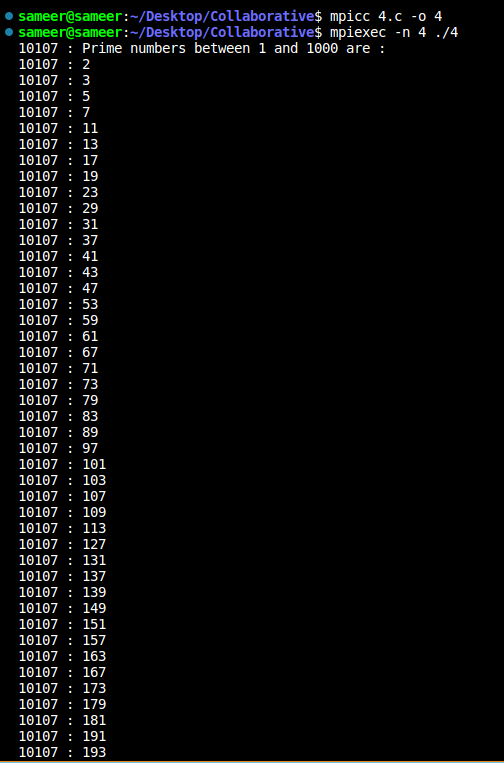 sameer@sameer:~/Desktop/Collaborative$ mpicc 4.c -o 4
sameer@sameer:~/Desktop/Collaborative$ mpiexec -n 4 ./4
10107 : Prime numbers between 1 and 1000 are :
10107 : 2
10107 : 3
10107 : 5
10107 : 7
10107 : 11
10107 : 13
10107 : 17
10107 : 19
10107 : 23
10107 : 29
10107 : 31
10107 : 37
10107 : 41
10107 : 43
10107 : 47
10107 : 53
10107 : 59
10107 : 61
10107 : 67
10107 : 71
10107 : 73
10107 : 79
10107 : 83
10107 : 89
10107 : 97
10107 : 101
10107 : 103
10107 : 107
10107 : 109
10107 : 113
10107 : 127
10107 : 131
10107 : 137
10107 : 139
10107 : 149
10107 : 151
10107 : 157
10107 : 163
10107 : 167
10107 : 173
10107 : 179
10107 : 181
10107 : 191
10107 : 193